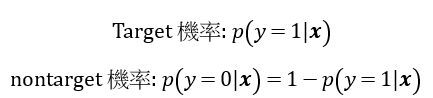 Target 機率: p(y = 1|x)
nontarget 機率: p(y = 0|x) = 1 − p(y = 1|x)